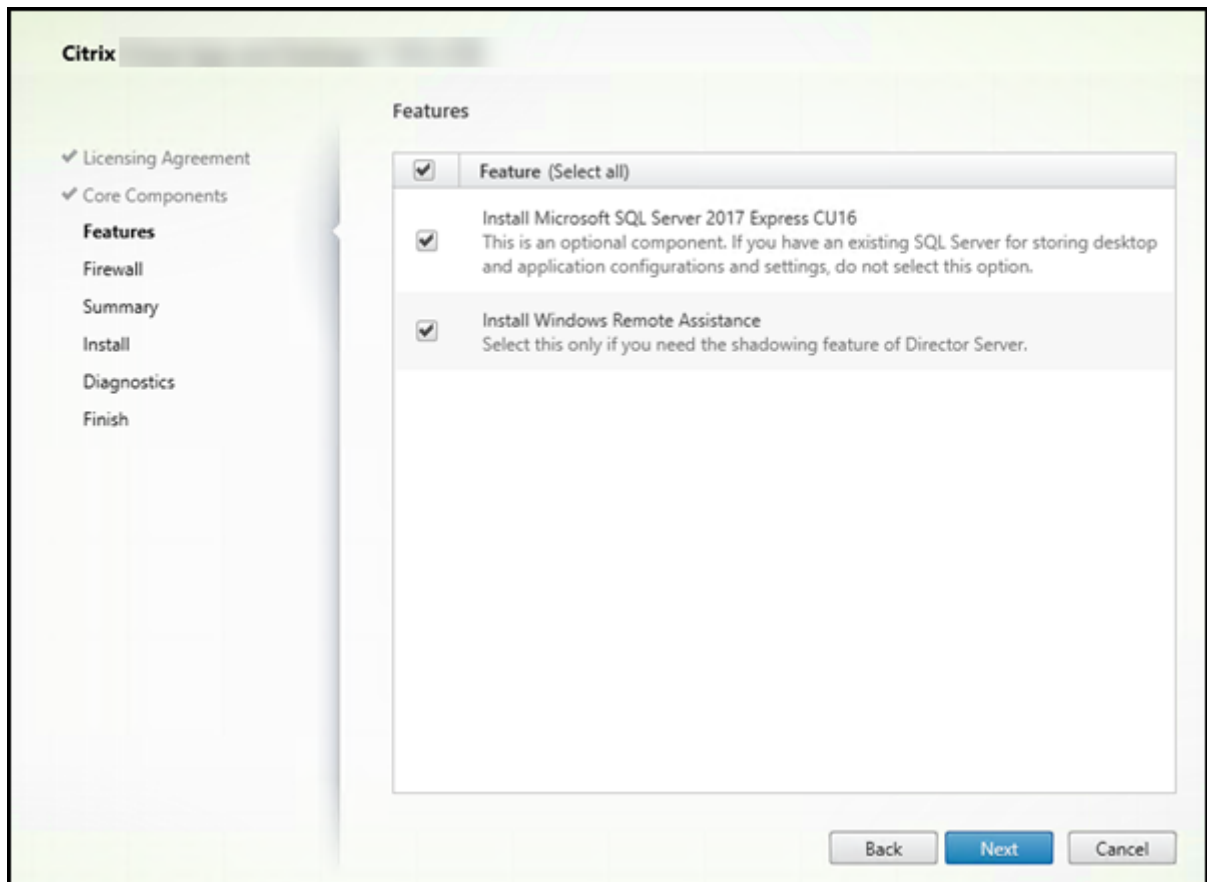 Citrix
Features
Licensing Agreement
Core Components
Features
Firewall
Summary
Install
Diagnostics
Finish
Feature (Select all)
Install Microsoft SQL Server 2017 Express CU16
This is an optional component. If you have an existing SQL Server for storing desktop
and application configurations and settings, do not select this option.
Install Windows Remote Assistance
Select this only if you need the shadowing feature of Director Server.
Back Next Cancel